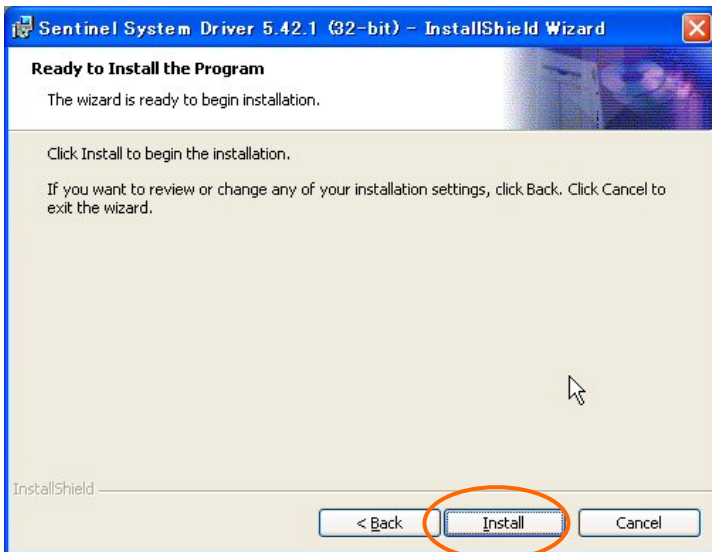 Sentinel System Driver 5.42.1 (32-bit) - InstallShield Wizard
Ready to Install the Program
The wizard is ready to begin installation.
Click Install to begin the installation.
If you want to review or change any of your installation settings, click Back. Click Cancel to
exit the wizard.
InstallShield
< Back
Install
Cancel